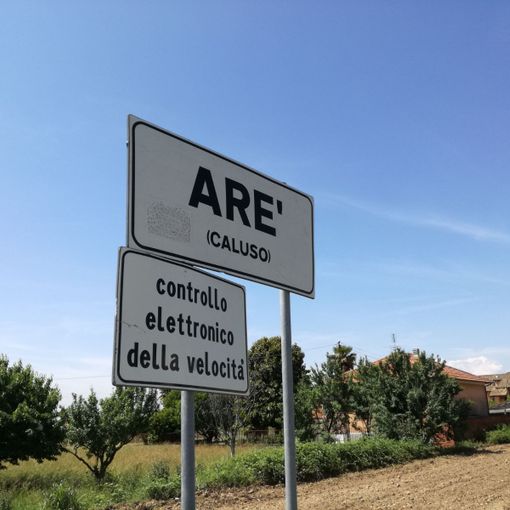 ARE'
(CALUSO)
controllo
elettronico
della velocità